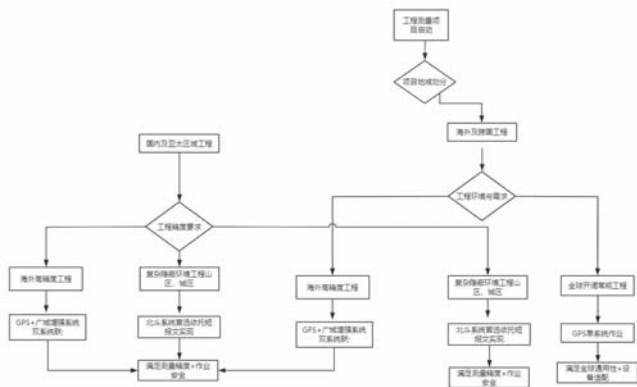 工程测量项
目启动
项目地域划分
海外及跨国工程
国内及亚太区域工程
工程环境与需求
工程精度要求
海外高精度工程
复杂隐蔽环境工程山
区、城区
海外高精度工程
复杂隐蔽环境工程山
区、城区
全球开阔常规工程
GPS+广域增强系统
双系统联
北斗系统首选依托短
报文实现
GPS+广域增强系统
双系统联
北斗系统首选依托短
报文实现
GPS单系统作业
满足测量精度+作业
安全
满足测量精度+作业
安全
满足全球通用性+设
备适配